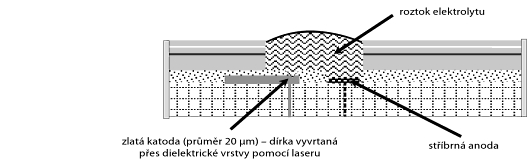 roztok elektrolytu
zlatá katoda (průměr 20 µm) – dírka vyvrtaná
přes dielektrické vrstvy pomocí laseru
stříbrná anoda